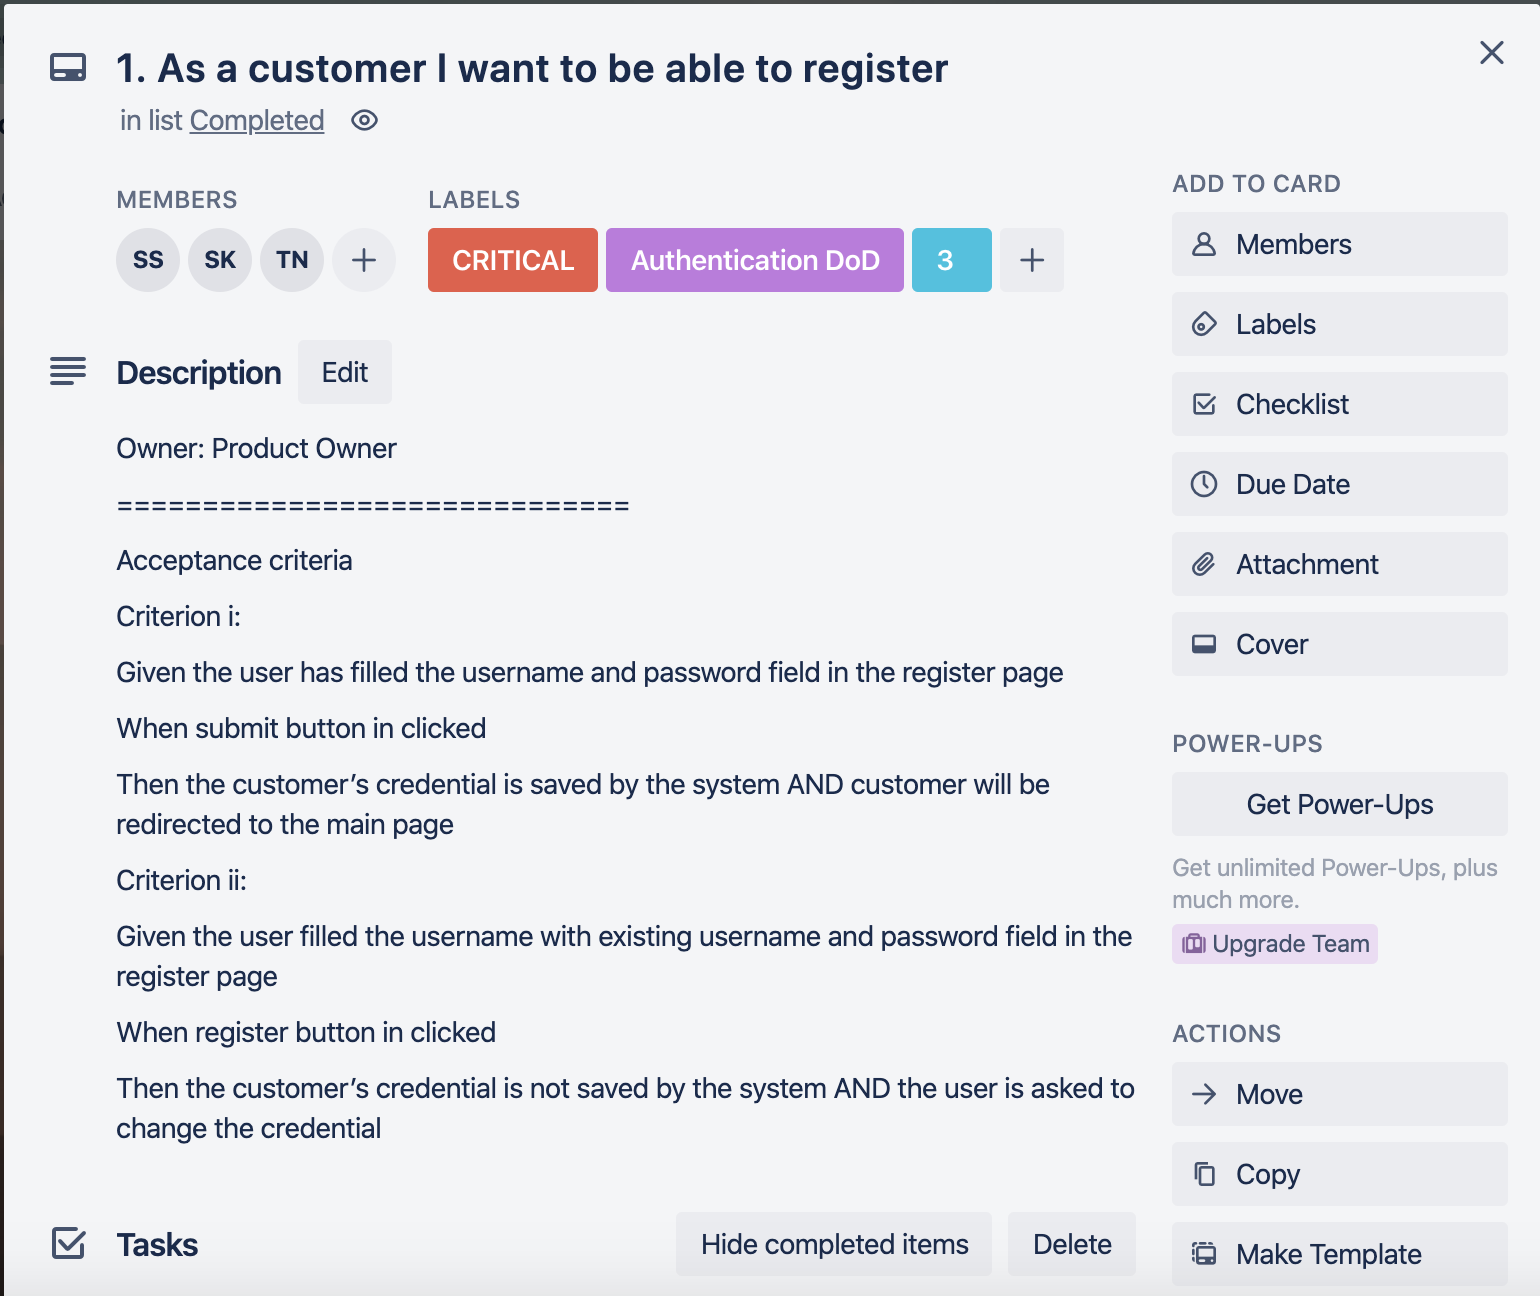 1. As a customer I want to be able to register
in list Completed
MEMBERS
SS SK TN
LABELS
CRITICAL Authentication DoD 3
Description Edit
Owner: Product Owner
==============================
Acceptance criteria
Criterion i:
Given the user has filled the username and password field in the register page
When submit button in clicked
Then the customer’s credential is saved by the system AND customer will be
redirected to the main page
Criterion ii:
Given the user filled the username with existing username and password field in the
register page
When register button in clicked
Then the customer’s credential is not saved by the system AND the user is asked to
change the credential
Tasks Hide completed items Delete
ADD TO CARD
Members
Labels
Checklist
Due Date
Attachment
Cover
POWER-UPS
Get Power-Ups
Get unlimited Power-Ups, plus
much more.
Upgrade Team
ACTIONS
Move
Copy
Make Template